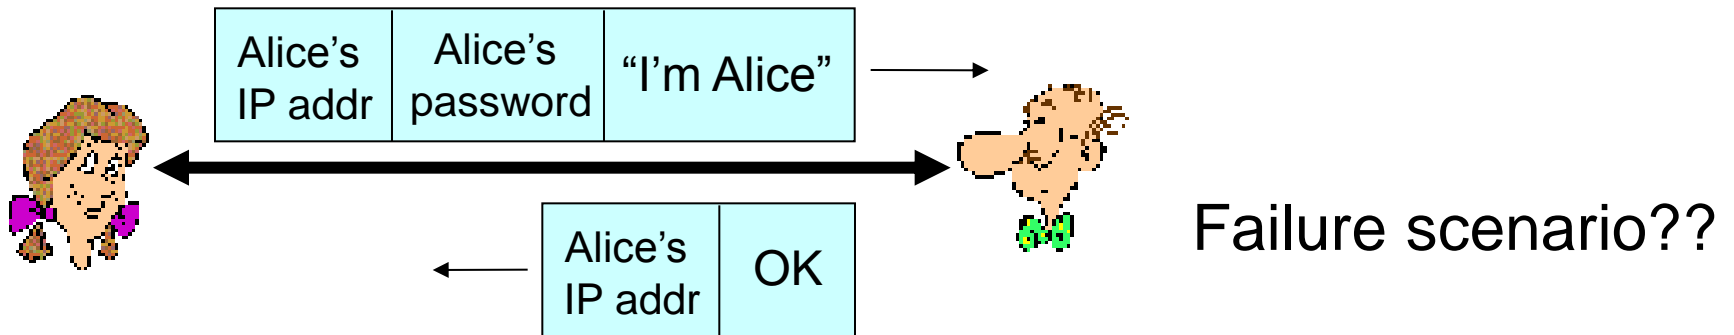 Alice’s
IP addr
Alice’s
password
“I’m Alice”
Alice’s
IP addr
OK
Failure scenario??